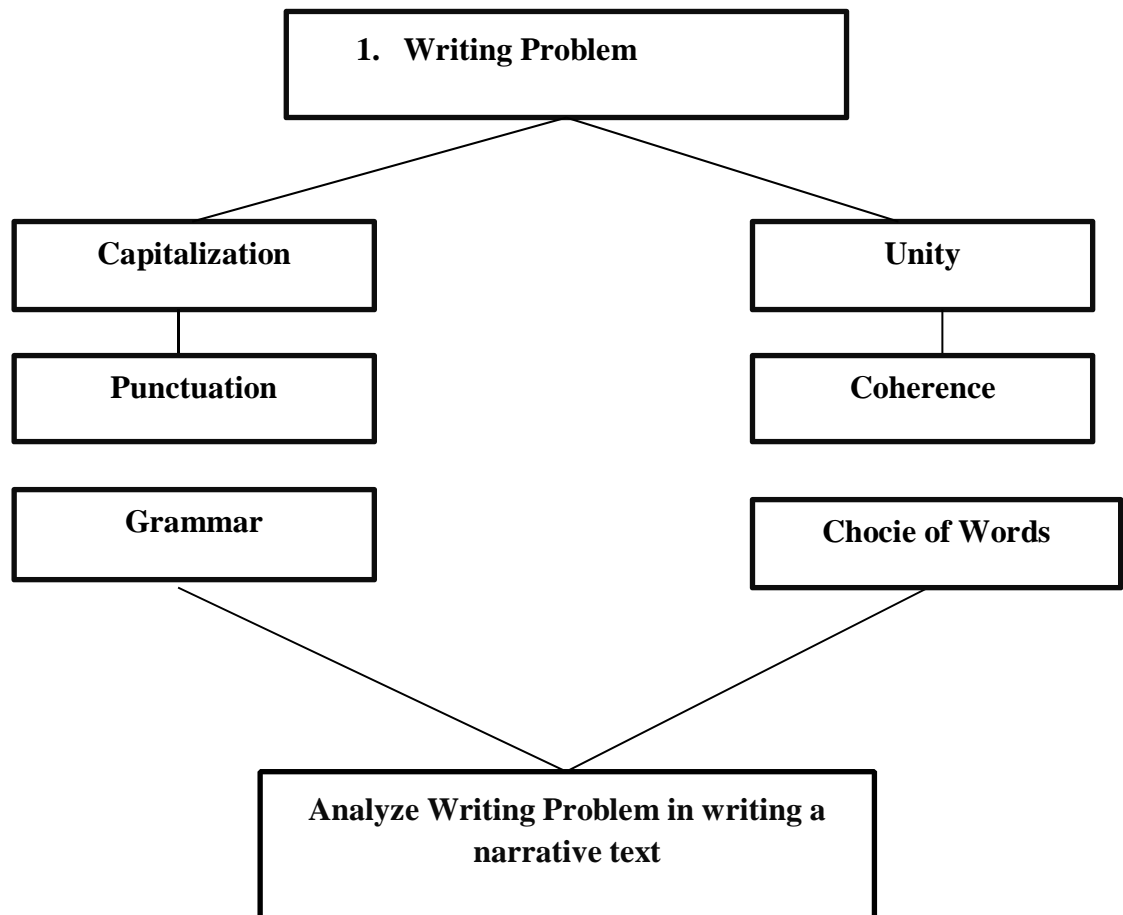 1. Writing Problem
Capitalization
Unity
Punctuation
Coherence
Grammar
Chocie of Words
Analyze Writing Problem in writing a
narrative text